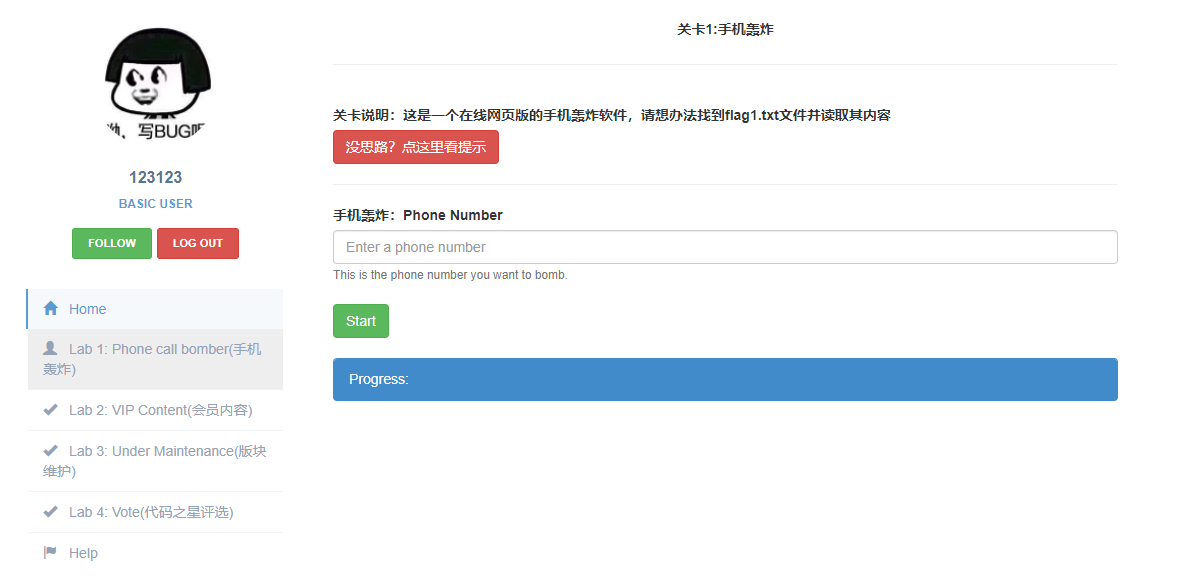 写BUG
123123
BASIC USER
FOLLOW LOG OUT
Home
Lab 1: Phone call bomber(手机
轰炸)
Lab 2: VIP Content(会员内容)
Lab 3: Under Maintenance(版块
维护)
Lab 4: Vote(代码之星评选)
Help
关卡1:手机轰炸
关卡说明：这是一个在线网页版的手机轰炸软件，请想办法找到flag1.txt文件并读取其内容
没思路？点这里看提示
手机轰炸：Phone Number
Enter a phone number
This is the phone number you want to bomb.
Start
Progress: